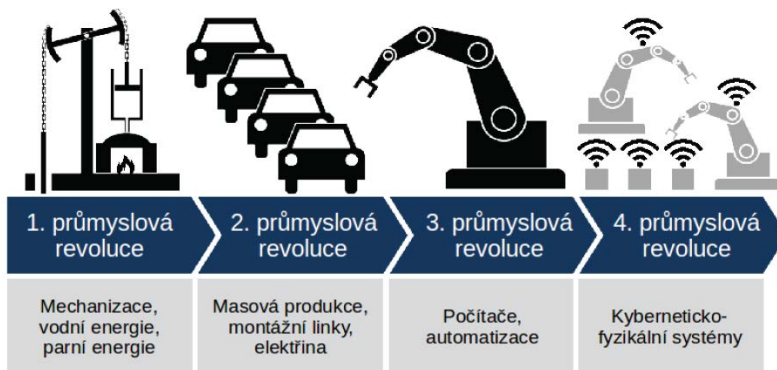 1. průmyslová
revoluce
2. průmyslová
revoluce
3. průmyslová
revoluce
4. průmyslová
revoluce
Mechanizace,
vodní energie,
parní energie
Masová produkce,
montážní linky,
elektřina
Počítače,
automatizace
Kyberneticko-
fyzikální systémy